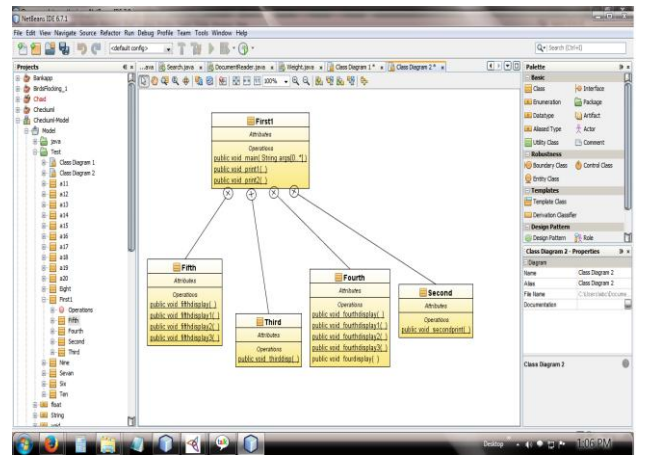 NetBeans IDE 6.7.1
File Edit View Navigate Source Refactor Run Debug Profile Team Tools Window Help
<default config>
Search (Ctrl+I)
Projects
Bankapp
BirdsFlocking_1
Chad
Checkuml
Checkuml-Model
Model
java
Test
Class Diagram 1
Class Diagram 2
a11
a12
a13
a14
a15
a16
a17
a18
a19
a20
Eight
First1
Operations
Fifth
Fourth
Second
Third
Nine
Sevan
Six
Ten
float
String
void
...ava Search.java x DocumentReader.java x Weight.java x Class Diagram 1 * x Class Diagram 2 * x
100%
First1
Attributes
Operations
public void main( String args[0..*] )
public void print1( )
public void print2( )
Fifth
Attributes
Operations
public void fifthdisplay( )
public void fifthdisplay1( )
public void fifthdisplay2( )
public void fifthdisplay3( )
Third
Attributes
Operations
public void thirddisp( )
Fourth
Attributes
Operations
public void fourthdisplay( )
public void fourthdisplay1( )
public void fourthdisplay2( )
public void fourthdisplay3( )
public void fourdisplay( )
Second
Attributes
Operations
public void secondprint( )
Palette
Basic
Class Interface
Enumeration Package
Datatype Artifact
Aliased Type Actor
Utility Class Comment
Robustness
Boundary Class Control Class
Entity Class
Templates
Template Class
Derivation Classifier
Design Pattern
Design Pattern Role
Class Diagram 2 - Properties
Diagram
Name Class Diagram 2
Alias Class Diagram 2
File Name
Documentation
Class Diagram 2
Desktop
1:06 PM